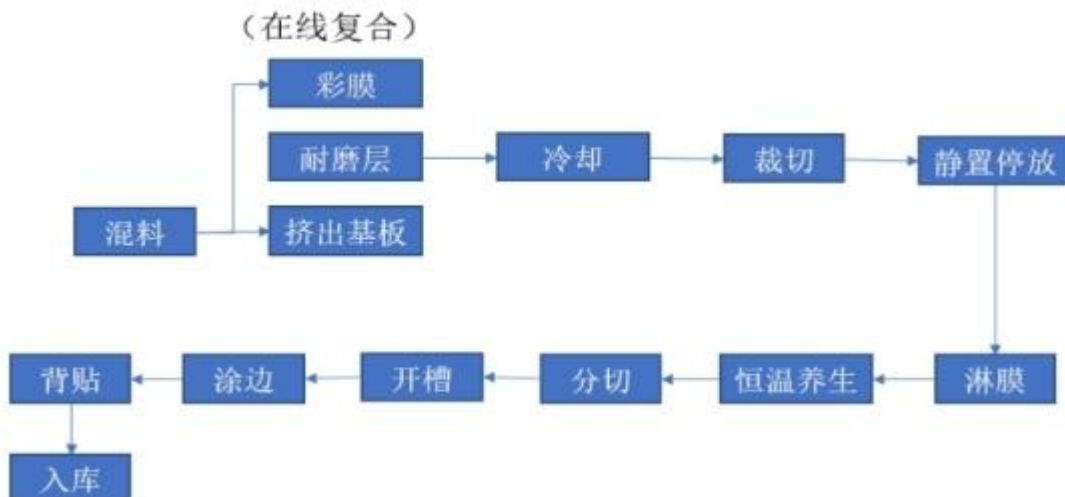 （在线复合）
彩膜
耐磨层
冷却
裁切
静置停放
混料
挤出基板
背贴
涂边
开槽
分切
恒温养生
淋膜
入库